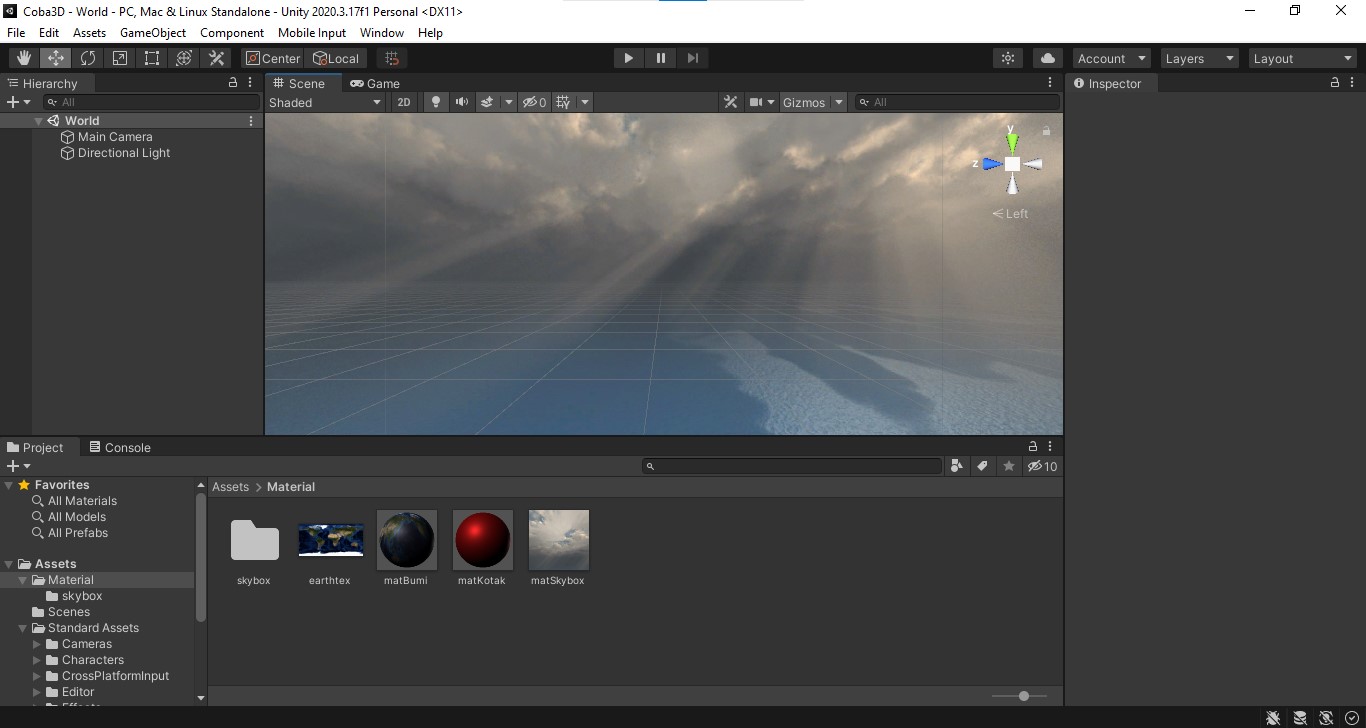 Coba3D - World - PC, Mac & Linux Standalone - Unity 2020.3.17f1 Personal <DX11>
File Edit Assets GameObject Component Mobile Input Window Help
Center Local Account Layers Layout
Hierarchy
All
World
Main Camera
Directional Light
Scene Game
Shaded 2D 0 Gizmos All
y
z
Left
Inspector
Project Console
10
Favorites
All Materials
All Models
All Prefabs
Assets
Material
skybox
Scenes
Standard Assets
Cameras
Characters
CrossPlatformInput
Editor
Effects
Assets > Material
skybox earthtex matBumi matKotak matSkybox